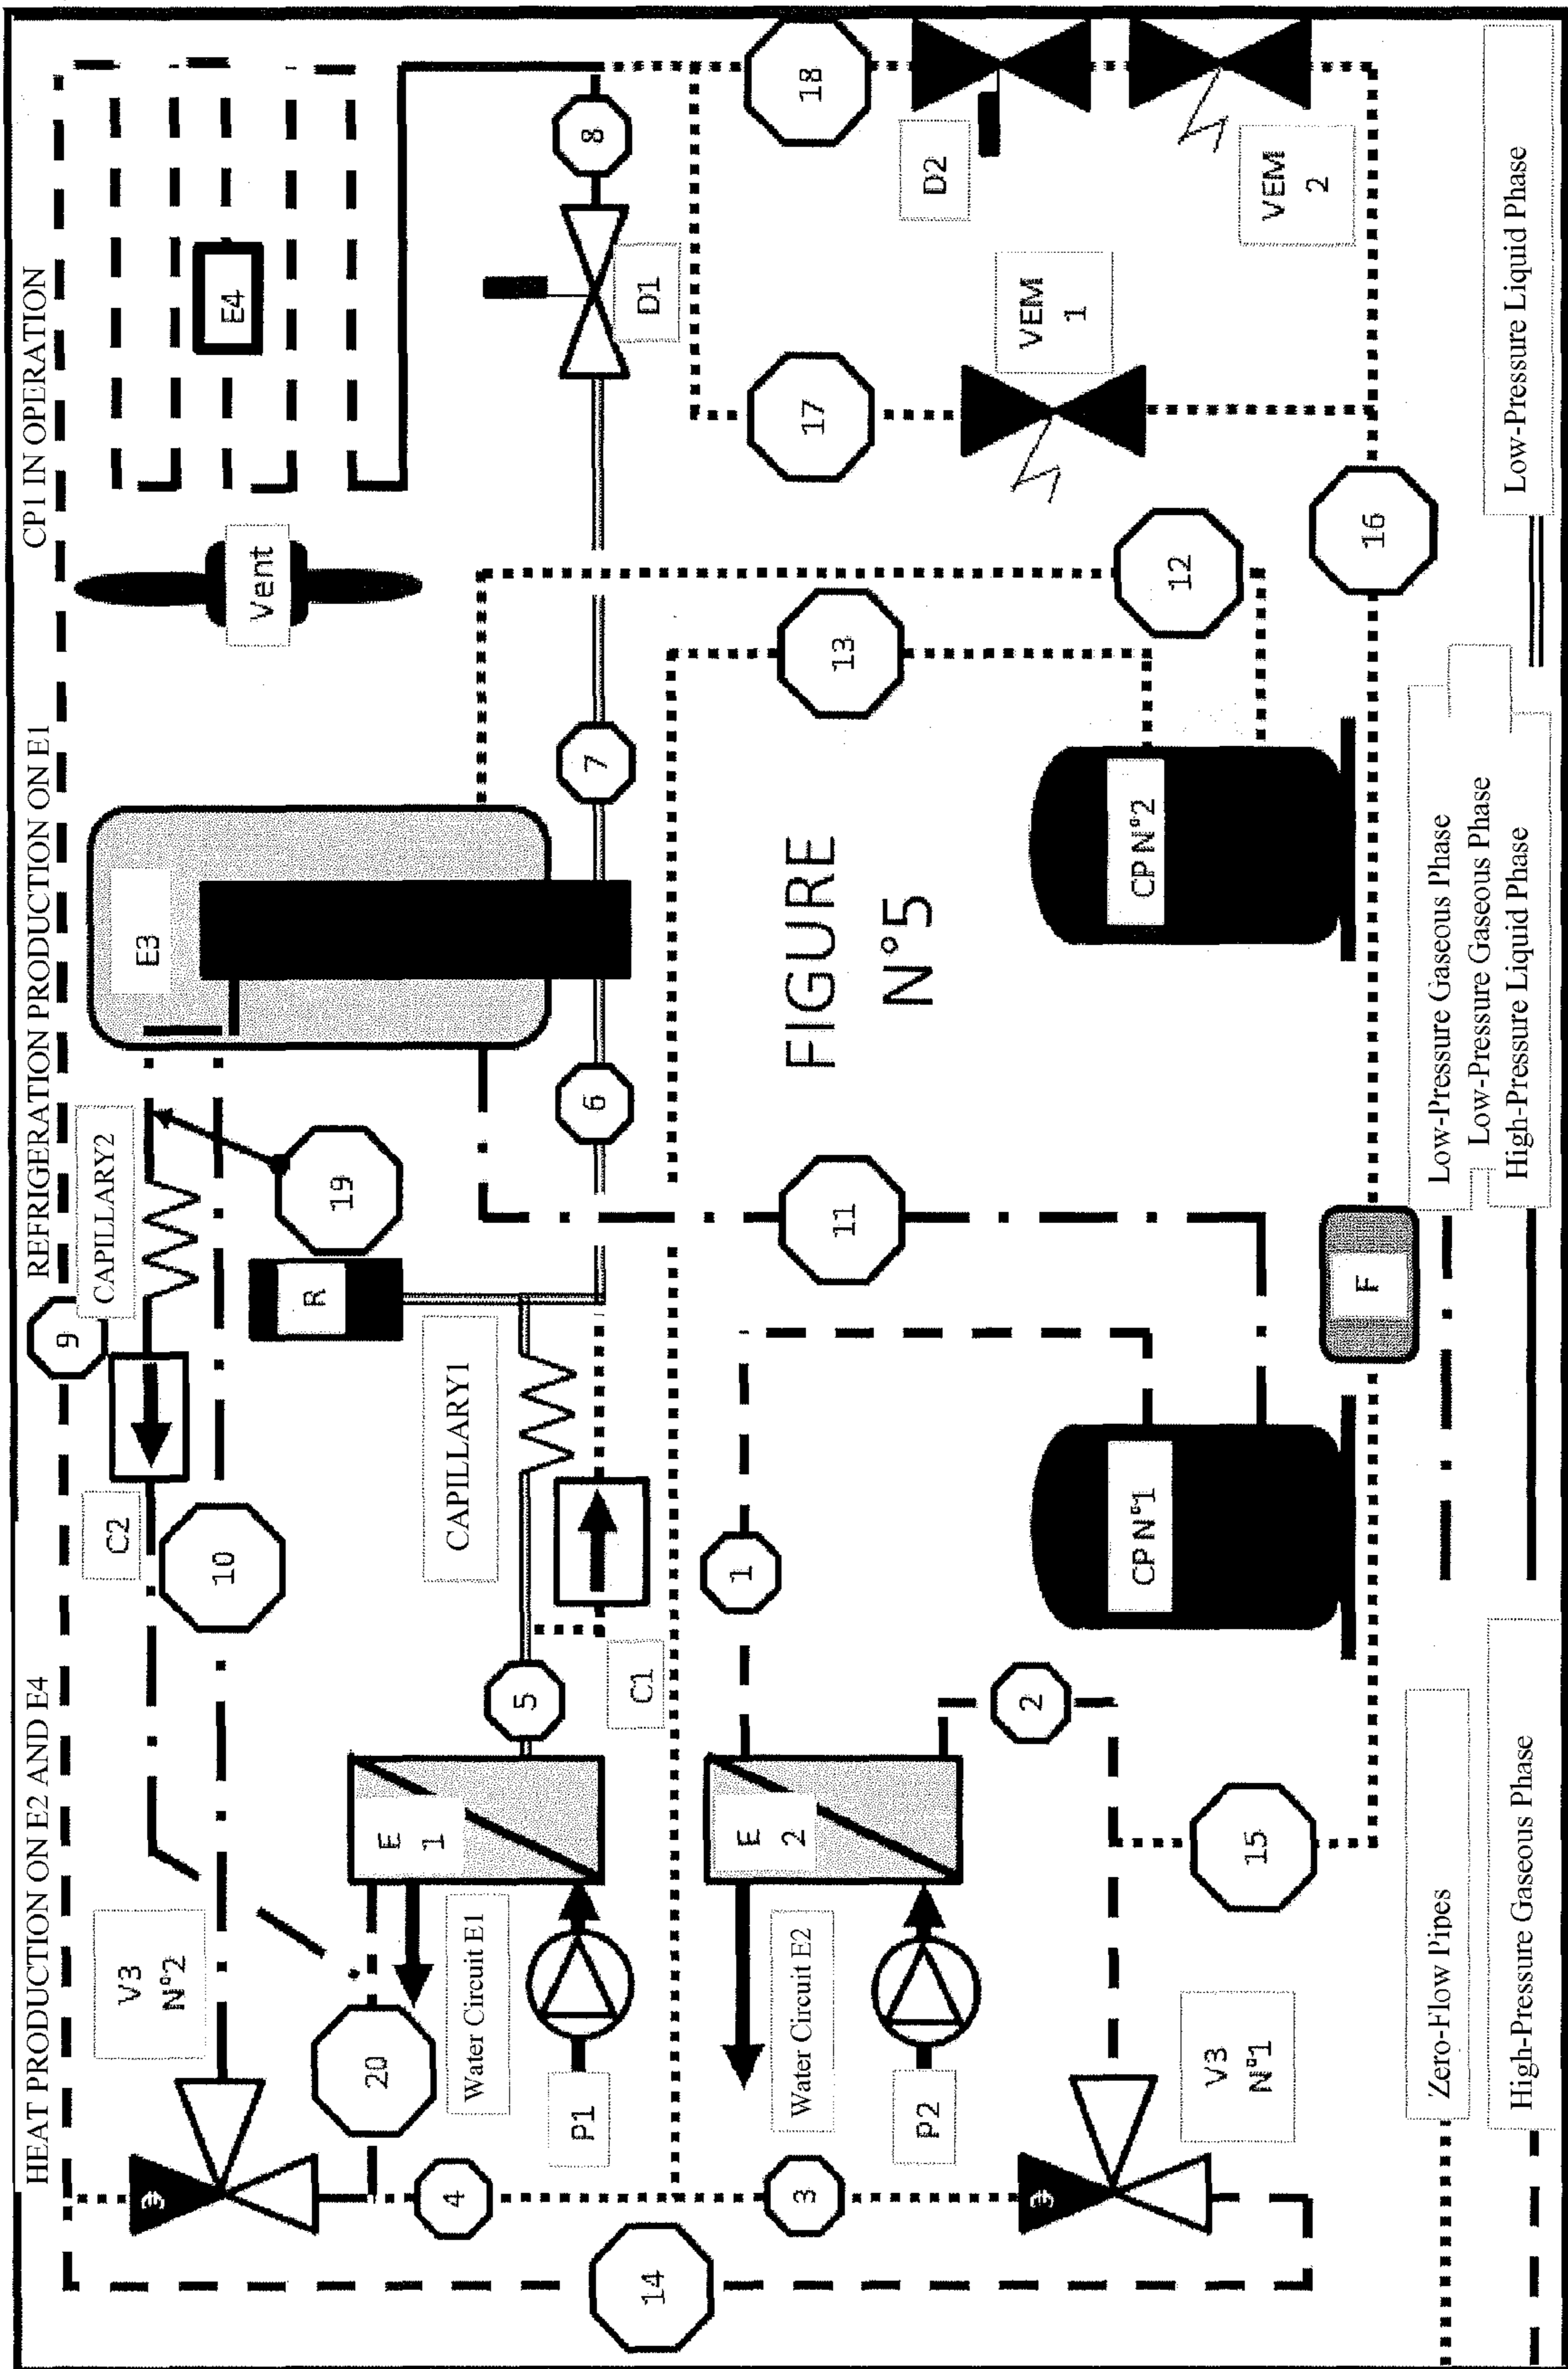 HEAT PRODUCTION ON E2 AND E4
REFRIGERATION PRODUCTION ON E1
CP1 IN OPERATION
9
CAPILLARY2
C2
V3
N°2
10
E3
E4
Vent
19
R
20
E
1
Water Circuit E1
P1
4
5
CAPILLARY1
C1
6
7
D1
8
14
3
E
2
Water Circuit E2
P2
1
2
V3
N°1
15
11
CP N°1
FIGURE
N°5
13
CP N°2
12
17
VEM
1
18
D2
VEM
2
F
16
Zero-Flow Pipes
High-Pressure Gaseous Phase
Low-Pressure Gaseous Phase
Low-Pressure Gaseous Phase
High-Pressure Liquid Phase
Low-Pressure Liquid Phase